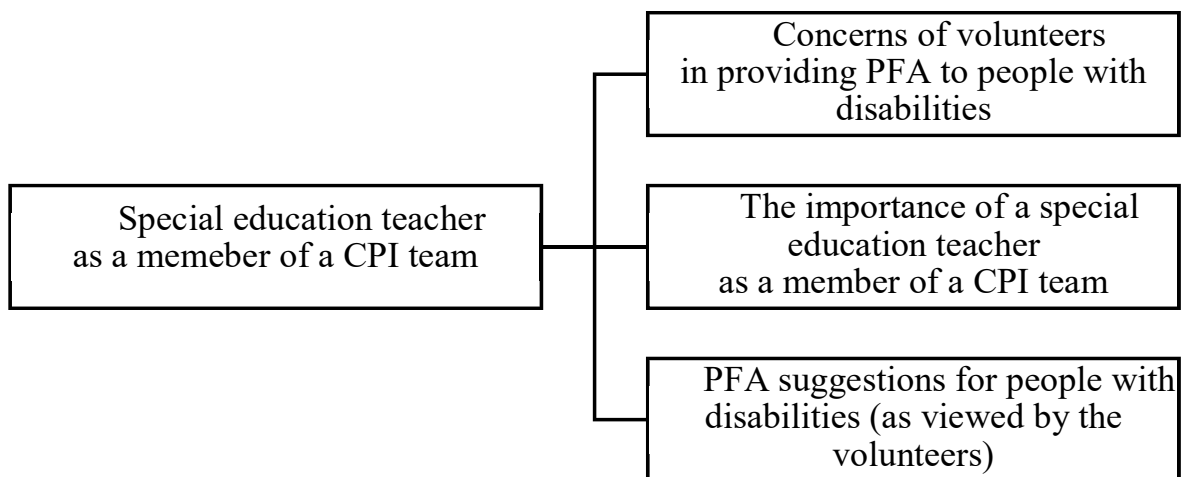 Concerns of volunteers
in providing PFA to people with
disabilities
Special education teacher
as a memeber of a CPI team
The importance of a special
education teacher
as a member of a CPI team
PFA suggestions for people with
disabilities (as viewed by the
volunteers)